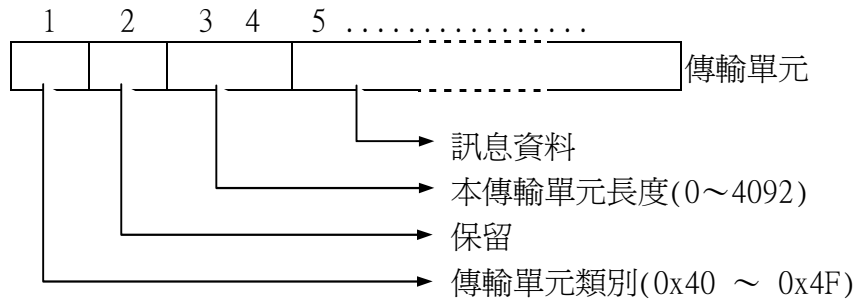 1 2 3 4 5 ................
傳輸單元
訊息資料
本傳輸單元長度(0～4092)
保留
傳輸單元類別(0x40 ～ 0x4F)